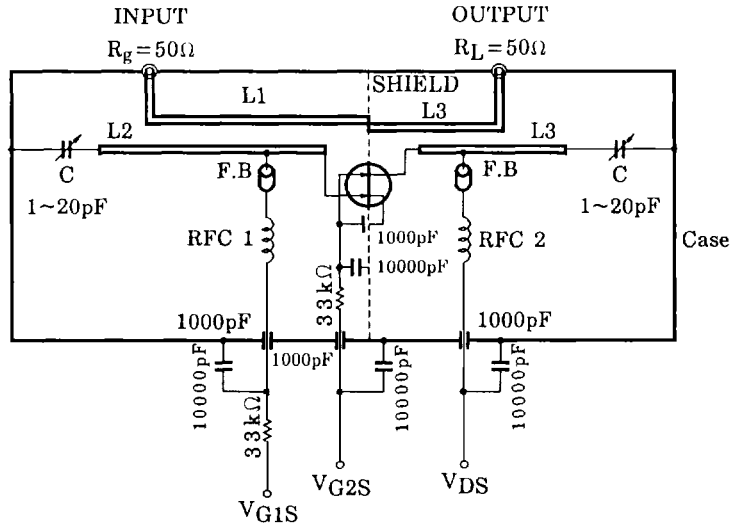 INPUT
OUTPUT
Rg=50Ω
RL=50Ω
SHIELD
L1
L3
L2
L3
C
F.B
F.B
C
1~20pF
1~20pF
1000pF
RFC 1
RFC 2
Case
10000pF
33kΩ
1000pF
1000pF
1000pF
10000pF
10000pF
10000pF
33kΩ
VG1S
VG2S
VDS